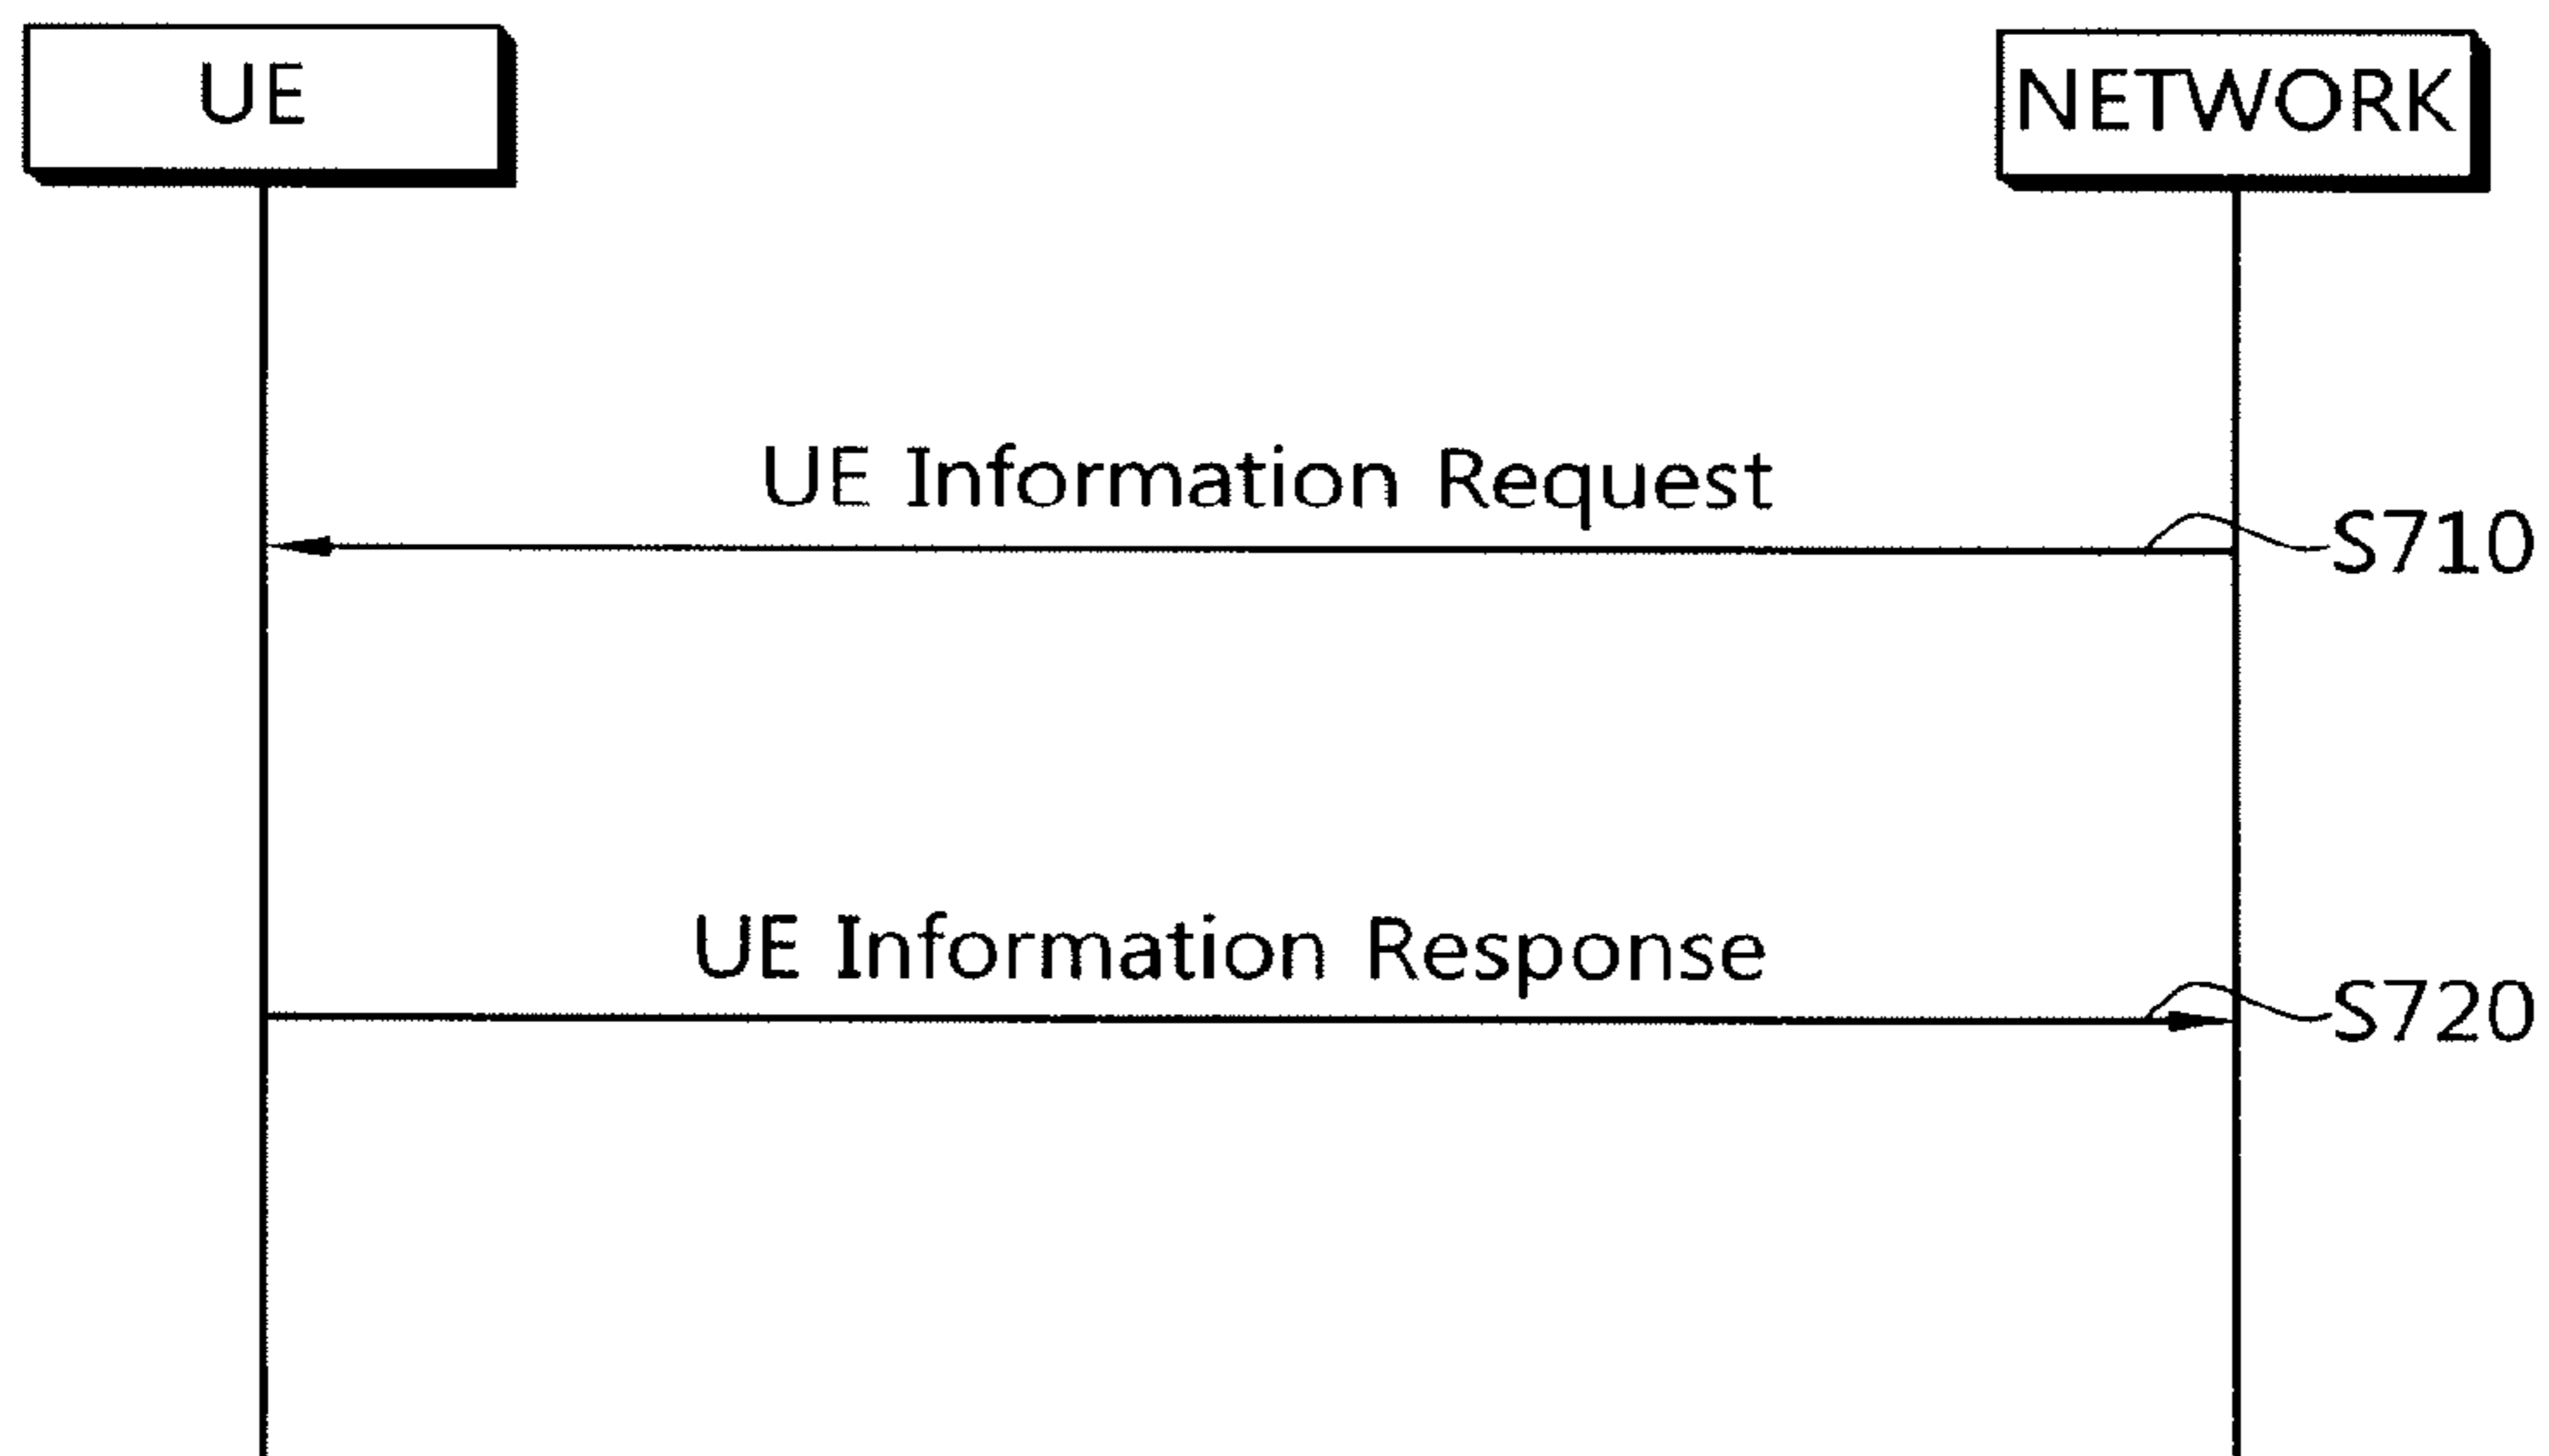 UE
NETWORK
UE Information Request
S710
UE Information Response
S720